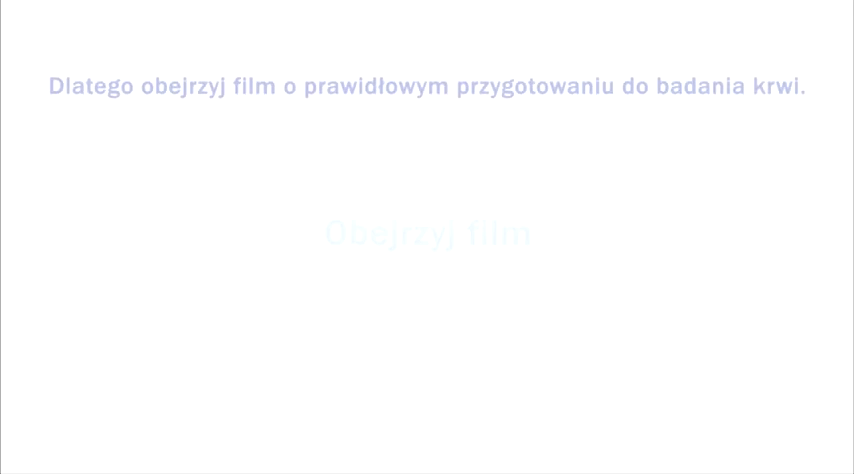 Dlatego obejrzyj film o prawidłowym przygotowaniu do badania krwi.
Obejrzyj film